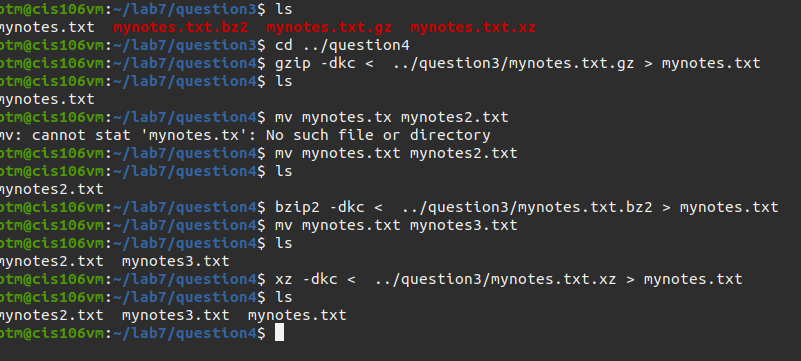 otm@cis106vm:~/lab7/question3$ ls
mynotes.txt  mynotes.txt.bz2  mynotes.txt.gz  mynotes.txt.xz
otm@cis106vm:~/lab7/question3$ cd ../question4
otm@cis106vm:~/lab7/question4$ gzip -dkc <  ../question3/mynotes.txt.gz > mynotes.txt
otm@cis106vm:~/lab7/question4$ ls
mynotes.txt
otm@cis106vm:~/lab7/question4$ mv mynotes.tx mynotes2.txt
mv: cannot stat 'mynotes.tx': No such file or directory
otm@cis106vm:~/lab7/question4$ mv mynotes.txt mynotes2.txt
otm@cis106vm:~/lab7/question4$ ls
mynotes2.txt
otm@cis106vm:~/lab7/question4$ bzip2 -dkc <  ../question3/mynotes.txt.bz2 > mynotes.txt
otm@cis106vm:~/lab7/question4$ mv mynotes.txt mynotes3.txt
otm@cis106vm:~/lab7/question4$ ls
mynotes2.txt  mynotes3.txt
otm@cis106vm:~/lab7/question4$ xz -dkc <  ../question3/mynotes.txt.xz > mynotes.txt
otm@cis106vm:~/lab7/question4$ ls
mynotes2.txt  mynotes3.txt  mynotes.txt
otm@cis106vm:~/lab7/question4$